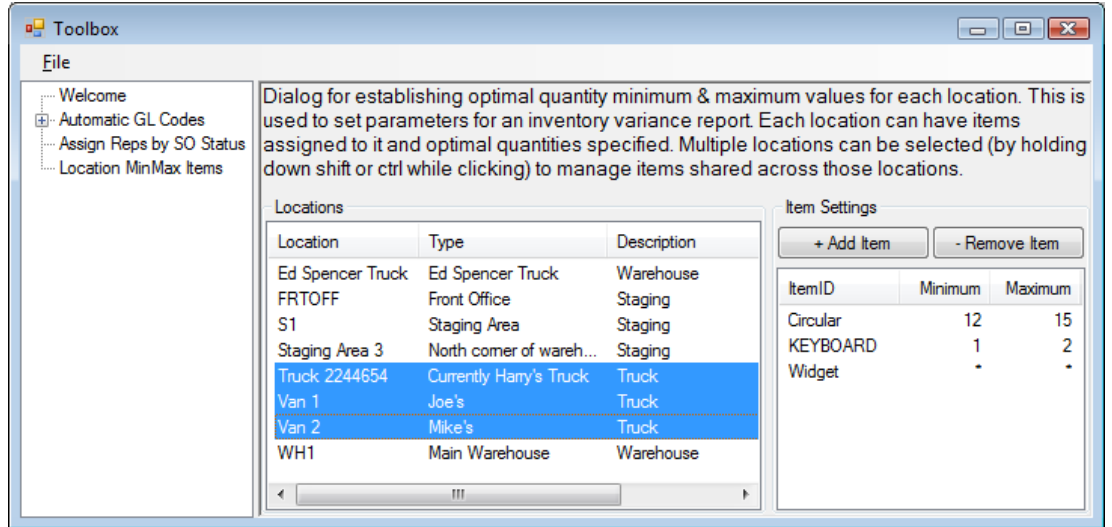 Toolbox
File
Welcome
Automatic GL Codes
Assign Reps by SO Status
Location MinMax Items
Dialog for establishing optimal quantity minimum & maximum values for each location. This is
used to set parameters for an inventory variance report. Each location can have items
assigned to it and optimal quantities specified. Multiple locations can be selected (by holding
down shift or ctrl while clicking) to manage items shared across those locations.
Locations
Location Type Description
Ed Spencer Truck Ed Spencer Truck Warehouse
FRTOFF Front Office Staging
S1 Staging Area Staging
Staging Area 3 North corner of wareh... Staging
Truck 2244654 Currently Harry's Truck Truck
Van 1 Joe's Truck
Van 2 Mike's Truck
WH1 Main Warehouse Warehouse
Item Settings
+ Add Item - Remove Item
ItemID Minimum Maximum
Circular 12 15
KEYBOARD 1 2
Widget * *